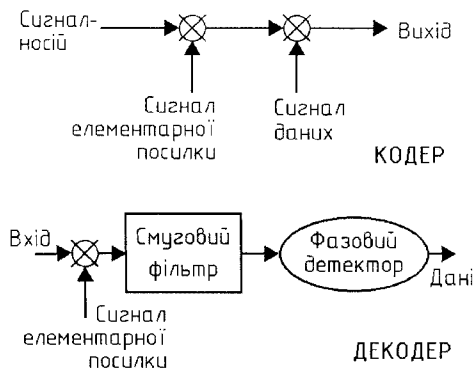 Сигнал-
носій
Вихід
Сигнал
елементарної
посилки
Сигнал
даних
КОДЕР
Вхід
Смуговий
фільтр
Фазовий
детектор
Дані
Сигнал
елементарної
посилки
ДЕКОДЕР